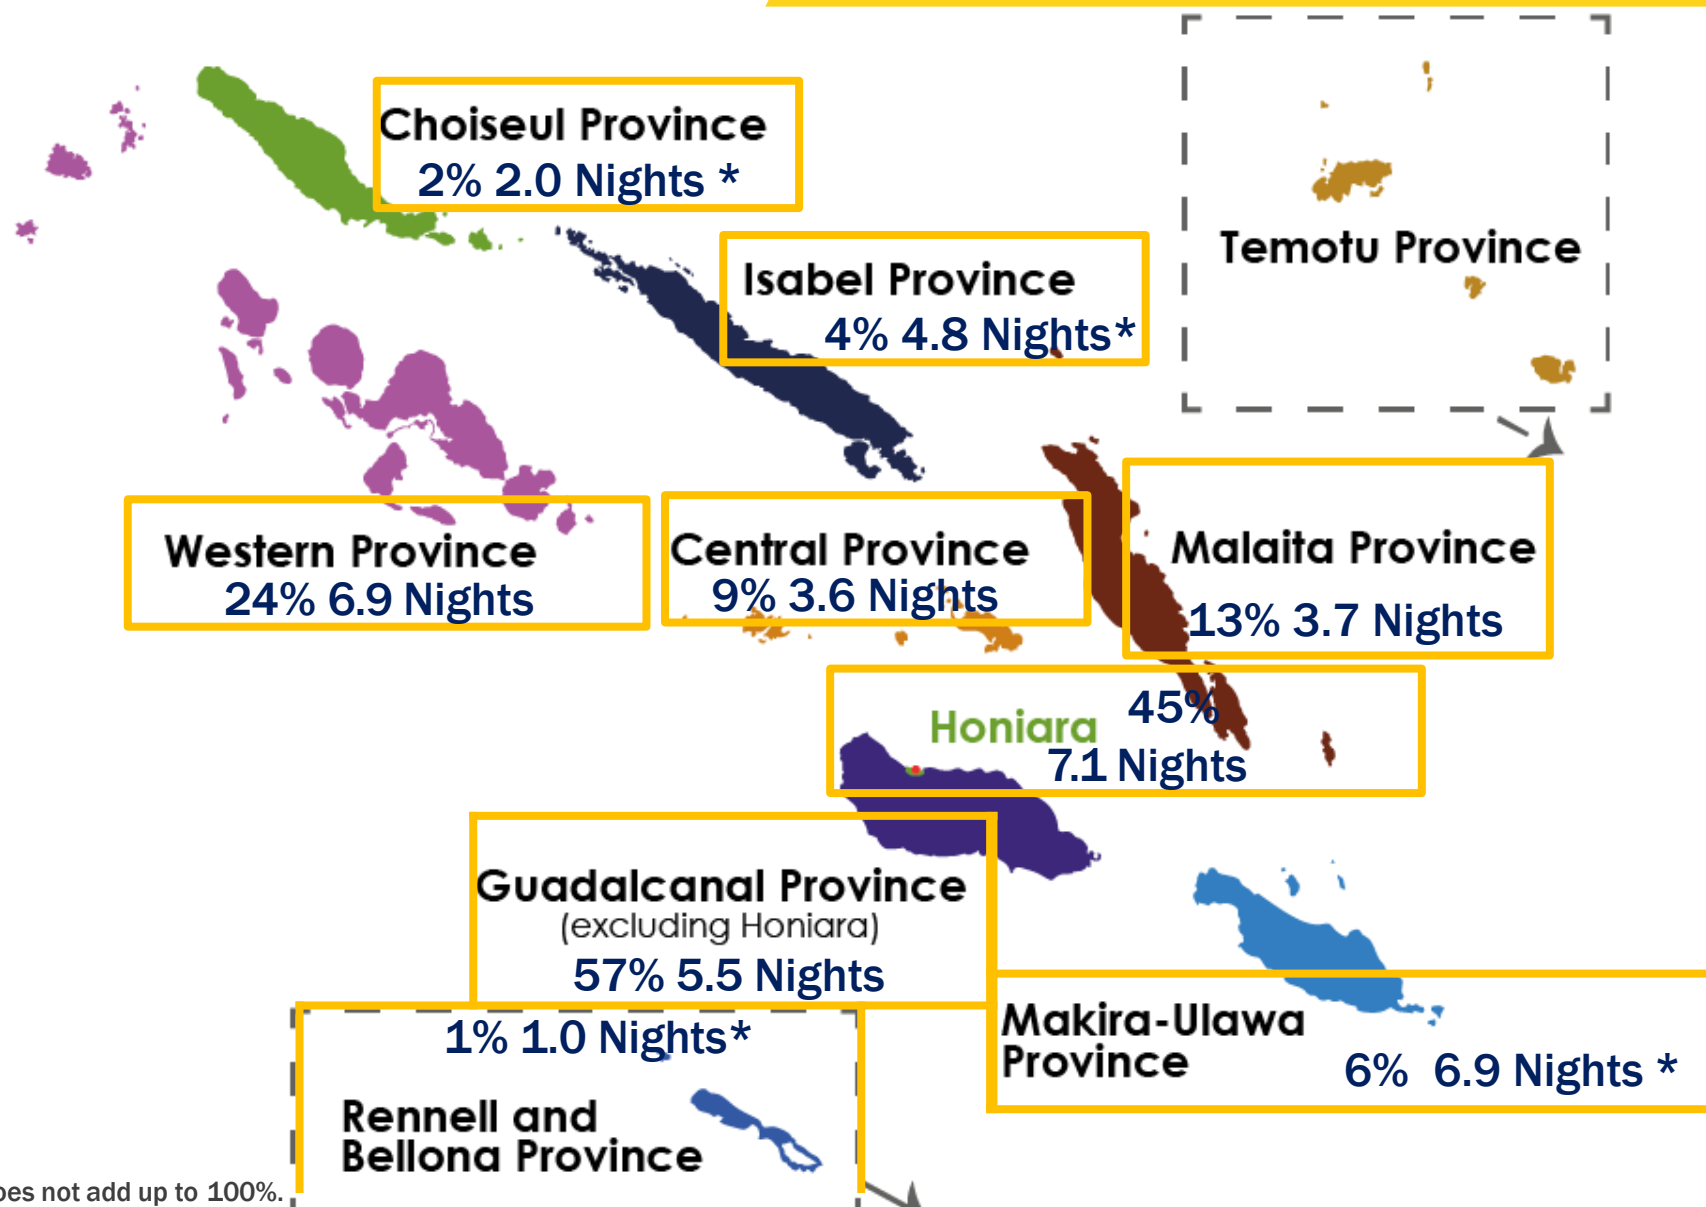 Choiseul Province
2% 2.0 Nights *
Isabel Province
4% 4.8 Nights*
Temotu Province
Western Province
24% 6.9 Nights
Central Province
9% 3.6 Nights
Malaita Province
13% 3.7 Nights
Honiara
45%
7.1 Nights
Guadalcanal Province
(excluding Honiara)
57% 5.5 Nights
Makira-Ulawa
Province
6% 6.9 Nights *
1% 1.0 Nights*
Rennell and
Bellona Province
not add up to 100%.